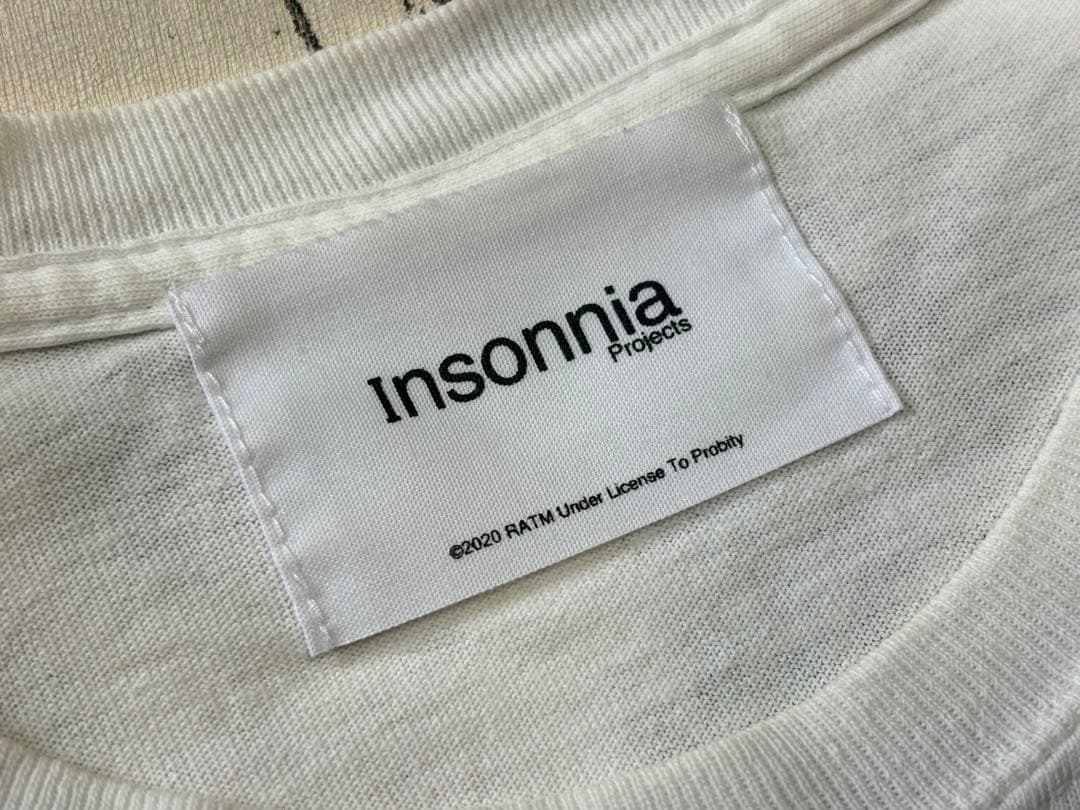 Insonnia
Projects
©2020 RATM Under License To Probity